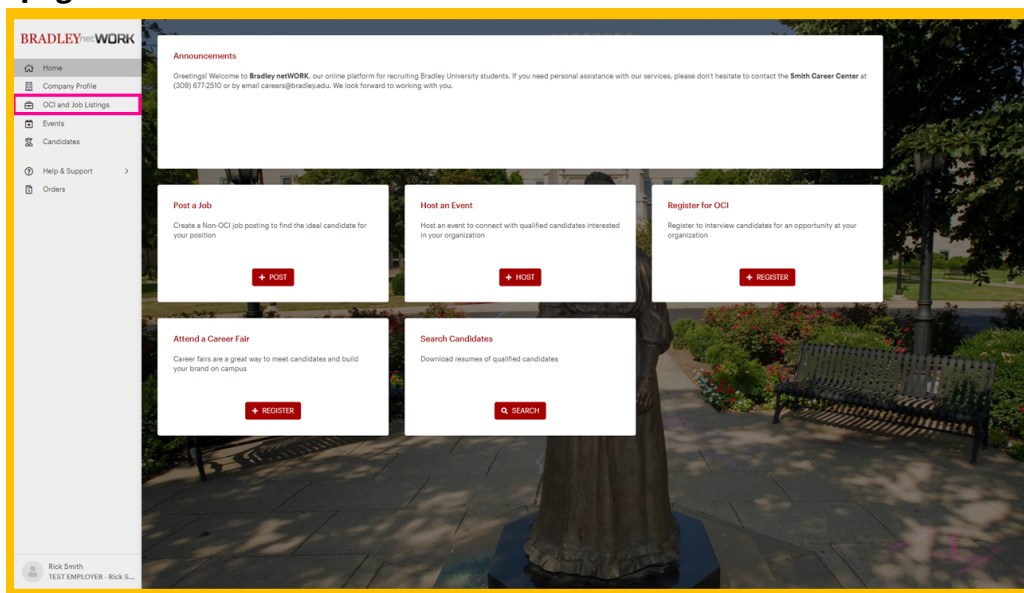 BRADLEYnetWORK
Home
Company Profile
OCI and Job Listings
Events
Candidates
Help & Support
Orders
Announcements
Greetings! Welcome to Bradley netWORK, our online platform for recruiting Bradley University students. If you need personal assistance with our services, please don't hesitate to contact the Smith Career Center at
(309) 677-2510 or by email careers@bradley.edu. We look forward to working with you.
Post a Job
Create a Non-OCI job posting to find the ideal candidate for
your position
+ POST
Host an Event
Host an event to connect with qualified candidates interested
in your organization
+ HOST
Register for OCI
Register to interview candidates for an opportunity at your
organization
+ REGISTER
Attend a Career Fair
Career fairs are a great way to meet candidates and build
your brand on campus
+ REGISTER
Search Candidates
Download resumes of qualified candidates
SEARCH
Rick Smith
TEST EMPLOYER - Rick S...